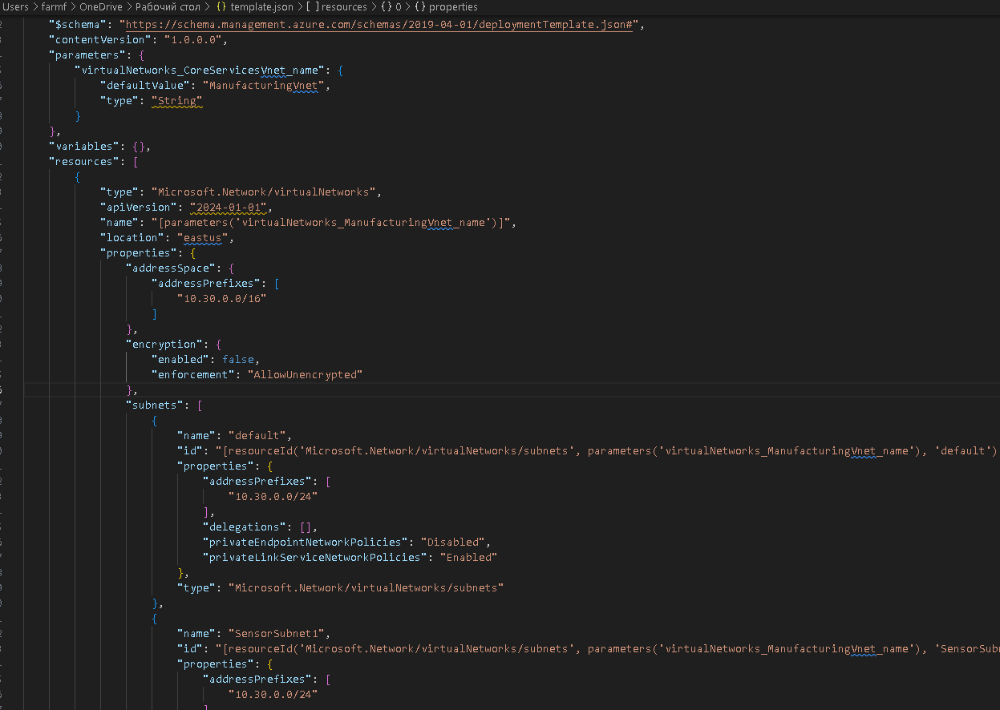 Users > farmf > OneDrive > Рабочий стол > {} template.json > [ ] resources > {} 0 > {} properties
"$schema": "https://schema.management.azure.com/schemas/2019-04-01/deploymentTemplate.json#",
"contentVersion": "1.0.0.0",
"parameters": {
"virtualNetworks_CoreServicesVnet_name": {
"defaultValue": "ManufacturingVnet",
"type": "String"
}
},
"variables": {},
"resources": [
{
"type": "Microsoft.Network/virtualNetworks",
"apiVersion": "2024-01-01",
"name": "[parameters('virtualNetworks_ManufacturingVnet_name')]",
"location": "eastus",
"properties": {
"addressSpace": {
"addressPrefixes": [
"10.30.0.0/16"
]
},
"encryption": {
"enabled": false,
"enforcement": "AllowUnencrypted"
},
"subnets": [
{
"name": "default",
"id": "[resourceId('Microsoft.Network/virtualNetworks/subnets', parameters('virtualNetworks_ManufacturingVnet_name'), 'default')
"properties": {
"addressPrefixes": [
"10.30.0.0/24"
],
"delegations": [],
"privateEndpointNetworkPolicies": "Disabled",
"privateLinkServiceNetworkPolicies": "Enabled"
},
"type": "Microsoft.Network/virtualNetworks/subnets"
},
{
"name": "SensorSubnet1",
"id": "[resourceId('Microsoft.Network/virtualNetworks/subnets', parameters('virtualNetworks_ManufacturingVnet_name'), 'SensorSubn
"properties": {
"addressPrefixes": [
"10.30.0.0/24"